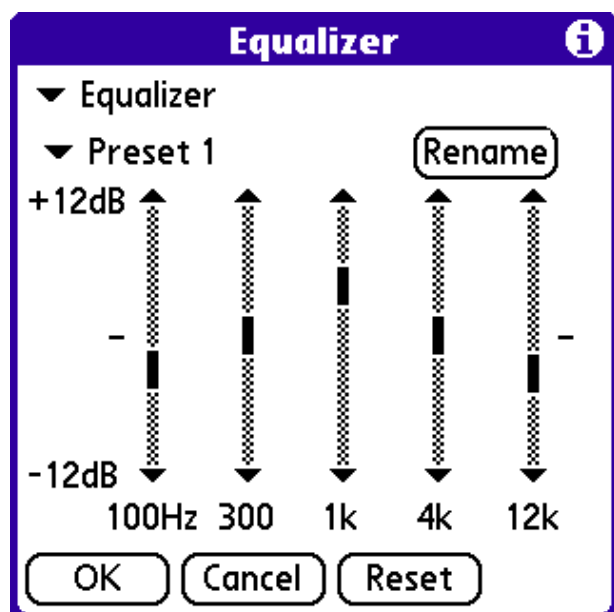 Equalizer
Equalizer
Preset 1 Rename
+12dB
-
-
-12dB
100Hz 300 1k 4k 12k
OK Cancel Reset